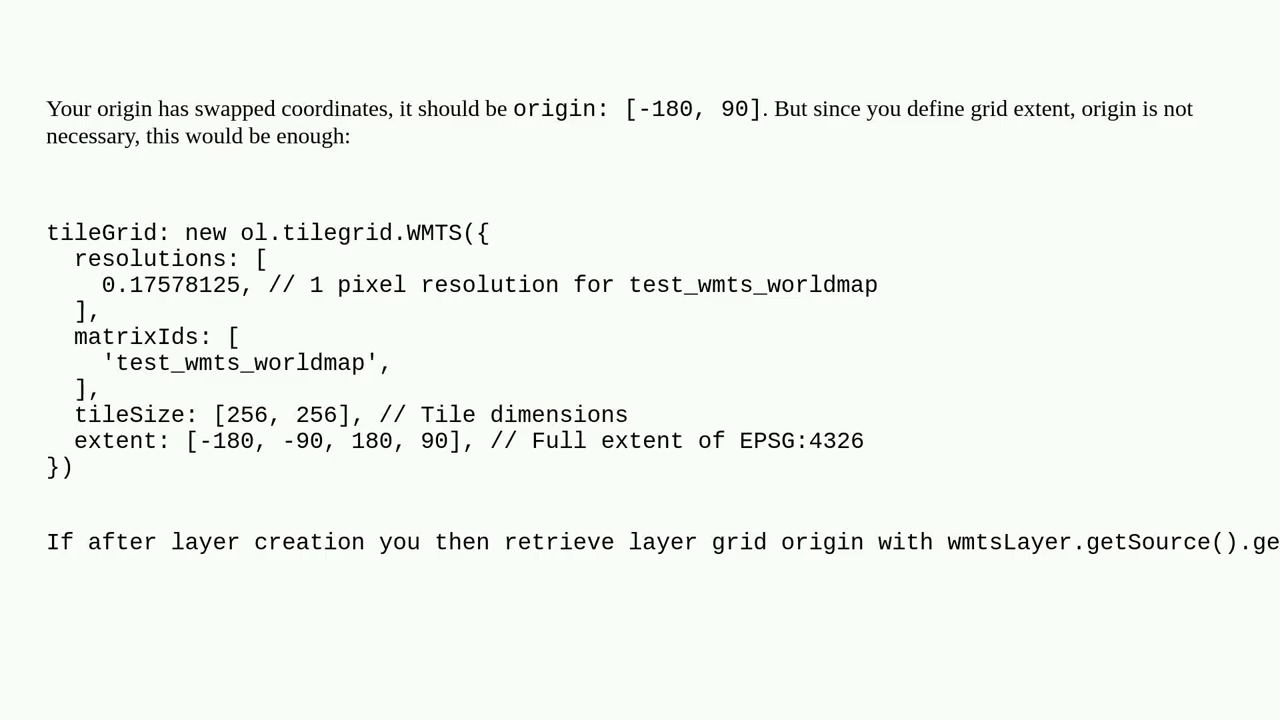 Your origin has swapped coordinates, it should be origin: [-180, 90]. But since you define grid extent, origin is not
necessary, this would be enough:
tileGrid: new ol.tilegrid.WMTS({
  resolutions: [
    0.17578125, // 1 pixel resolution for test_wmts_worldmap
  ],
  matrixIds: [
    'test_wmts_worldmap',
  ],
  tileSize: [256, 256], // Tile dimensions
  extent: [-180, -90, 180, 90], // Full extent of EPSG:4326
})
If after layer creation you then retrieve layer grid origin with wmtsLayer.getSource().ge